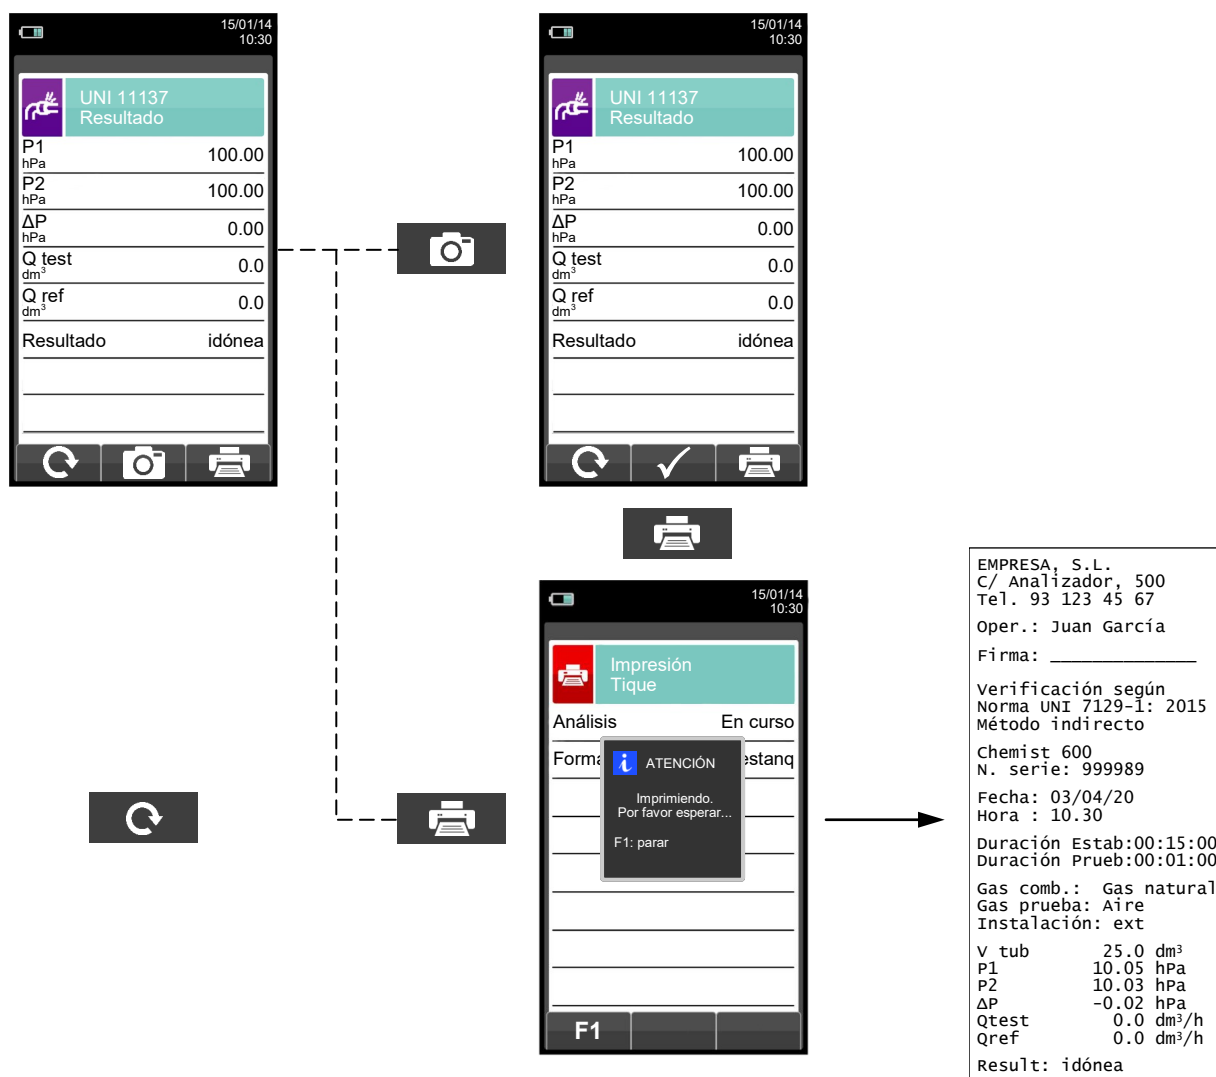 15/01/14
10:30
UNI 11137
Resultado
P1
hPa
100.00
P2
hPa
100.00
ΔP
hPa
0.00
Q test
dm³
0.0
Q ref
dm³
0.0
Resultado idónea
15/01/14
10:30
UNI 11137
Resultado
P1
hPa
100.00
P2
hPa
100.00
ΔP
hPa
0.00
Q test
dm³
0.0
Q ref
dm³
0.0
Resultado idónea
15/01/14
10:30
Impresión
Tique
Análisis En curso
Forma estanq
i ATENCIÓN
Imprimiendo.
Por favor esperar...
F1: parar
F1
EMPRESA, S.L.
C/ Analizador, 500
Tel. 93 123 45 67
Oper.: Juan García
Firma: ______________
Verificación según
Norma UNI 7129-1: 2015
Método indirecto
Chemist 600
N. serie: 999989
Fecha: 03/04/20
Hora : 10.30
Duración Estab:00:15:00
Duración Prueb:00:01:00
Gas comb.: Gas natural
Gas prueba: Aire
Instalación: ext
V tub 25.0 dm³
P1 10.05 hPa
P2 10.03 hPa
ΔP -0.02 hPa
Qtest 0.0 dm³/h
Qref 0.0 dm³/h
Result: idónea